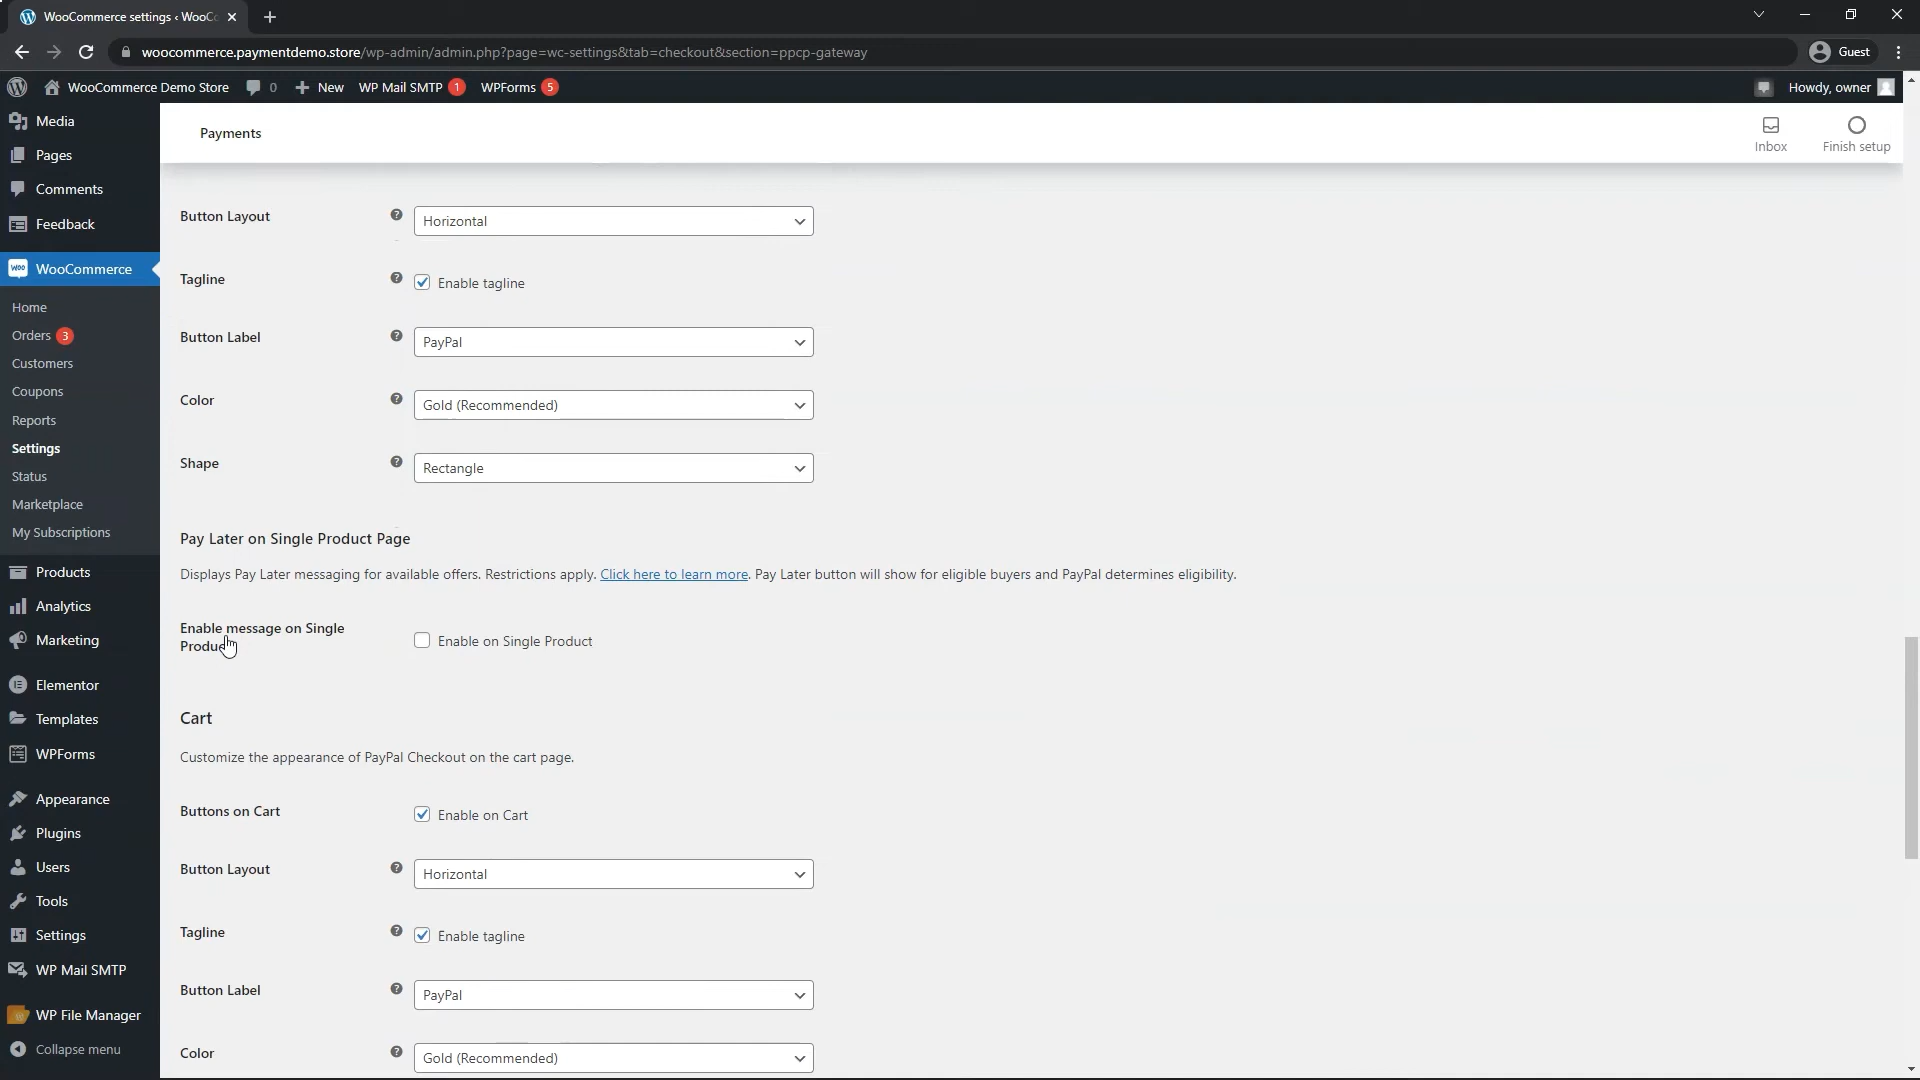 WooCommerce settings ‹ WooC
woocommerce.paymentdemo.store/wp-admin/admin.php?page=wc-settings&tab=checkout&section=ppcp-gateway
Guest
WooCommerce Demo Store
0
New
WP Mail SMTP 1
WPForms 5
Howdy, owner
Media
Pages
Comments
Feedback
WooCommerce
Home
Orders 3
Customers
Coupons
Reports
Settings
Status
Marketplace
My Subscriptions
Products
Analytics
Marketing
Elementor
Templates
WPForms
Appearance
Plugins
Users
Tools
Settings
WP Mail SMTP
WP File Manager
Collapse menu
Payments
Inbox
Finish setup
Button Layout
Horizontal
Tagline
Enable tagline
Button Label
PayPal
Color
Gold (Recommended)
Shape
Rectangle
Pay Later on Single Product Page
Displays Pay Later messaging for available offers. Restrictions apply. Click here to learn more. Pay Later button will show for eligible buyers and PayPal determines eligibility.
Enable message on Single
Enable on Single Product
Cart
Customize the appearance of PayPal Checkout on the cart page.
Buttons on Cart
Enable on Cart
Button Layout
Horizontal
Tagline
Enable tagline
Button Label
PayPal
Color
Gold (Recommended)